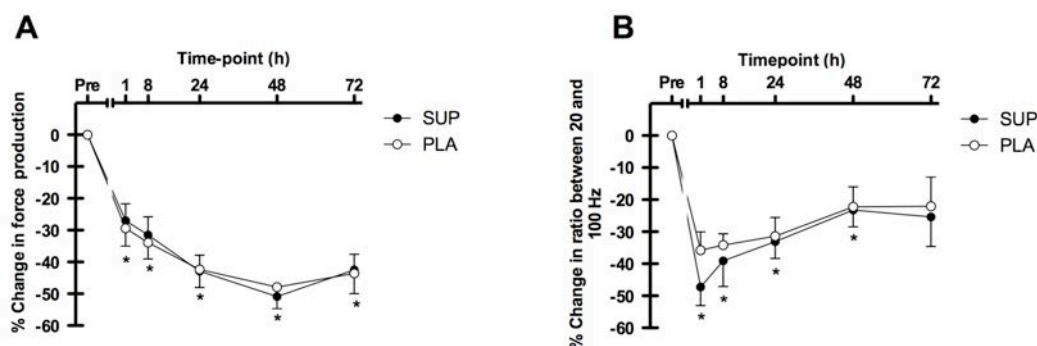 A
Time-point (h)
Pre 1 8 24 48 72
% Change in force production
0
-10
-20
-30
-40
-50
-60
* * * * *
SUP
PLA
B
Timepoint (h)
Pre 1 8 24 48 72
% Change in ratio between 20 and
100 Hz
0
-10
-20
-30
-40
-50
-60
* * * *
SUP
PLA